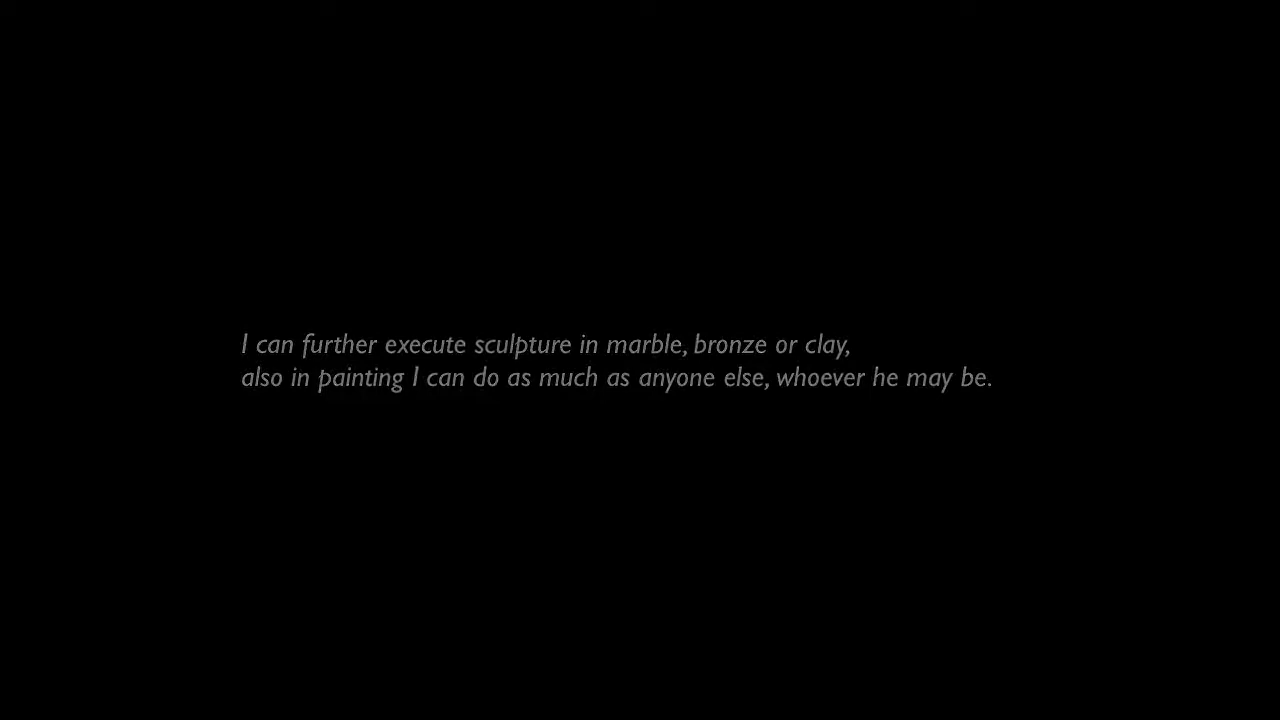 I can further execute sculpture in marble, bronze or clay,
also in painting I can do as much as anyone else, whoever he may be.